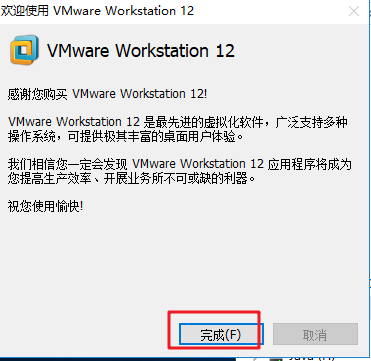 欢迎使用 VMware Workstation 12
VMware Workstation 12
感谢您购买 VMware Workstation 12!
VMware Workstation 12 是最先进的虚拟化软件，广泛支持多种
操作系统，可提供极其丰富的桌面用户体验。
我们相信您一定会发现 VMware Workstation 12 应用程序将成为
您提高生产效率、开展业务所不可或缺的利器。
祝您使用愉快!
完成(F)
取消